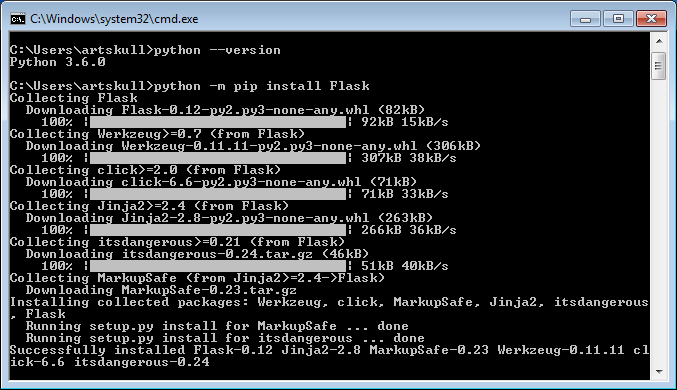 C:\Windows\system32\cmd.exe
C:\Users\artskull>python --version
Python 3.6.0
C:\Users\artskull>python -m pip install Flask
Collecting Flask
Downloading Flask-0.12-py2.py3-none-any.whl (82kB)
100% |████████████████████████████████| 92kB 15kB/s
Collecting Werkzeug>=0.7 (from Flask)
Downloading Werkzeug-0.11.11-py2.py3-none-any.whl (306kB)
100% |████████████████████████████████| 307kB 38kB/s
Collecting click>=2.0 (from Flask)
Downloading click-6.6-py2.py3-none-any.whl (71kB)
100% |████████████████████████████████| 71kB 33kB/s
Collecting Jinja2>=2.4 (from Flask)
Downloading Jinja2-2.8-py2.py3-none-any.whl (263kB)
100% |████████████████████████████████| 266kB 36kB/s
Collecting itsdangerous>=0.21 (from Flask)
Downloading itsdangerous-0.24.tar.gz (46kB)
100% |████████████████████████████████| 51kB 40kB/s
Collecting MarkupSafe (from Jinja2>=2.4->Flask)
Downloading MarkupSafe-0.23.tar.gz
Installing collected packages: Werkzeug, click, MarkupSafe, Jinja2, itsdangerous
, Flask
Running setup.py install for MarkupSafe ... done
Running setup.py install for itsdangerous ... done
Successfully installed Flask-0.12 Jinja2-2.8 MarkupSafe-0.23 Werkzeug-0.11.11 cl
ick-6.6 itsdangerous-0.24